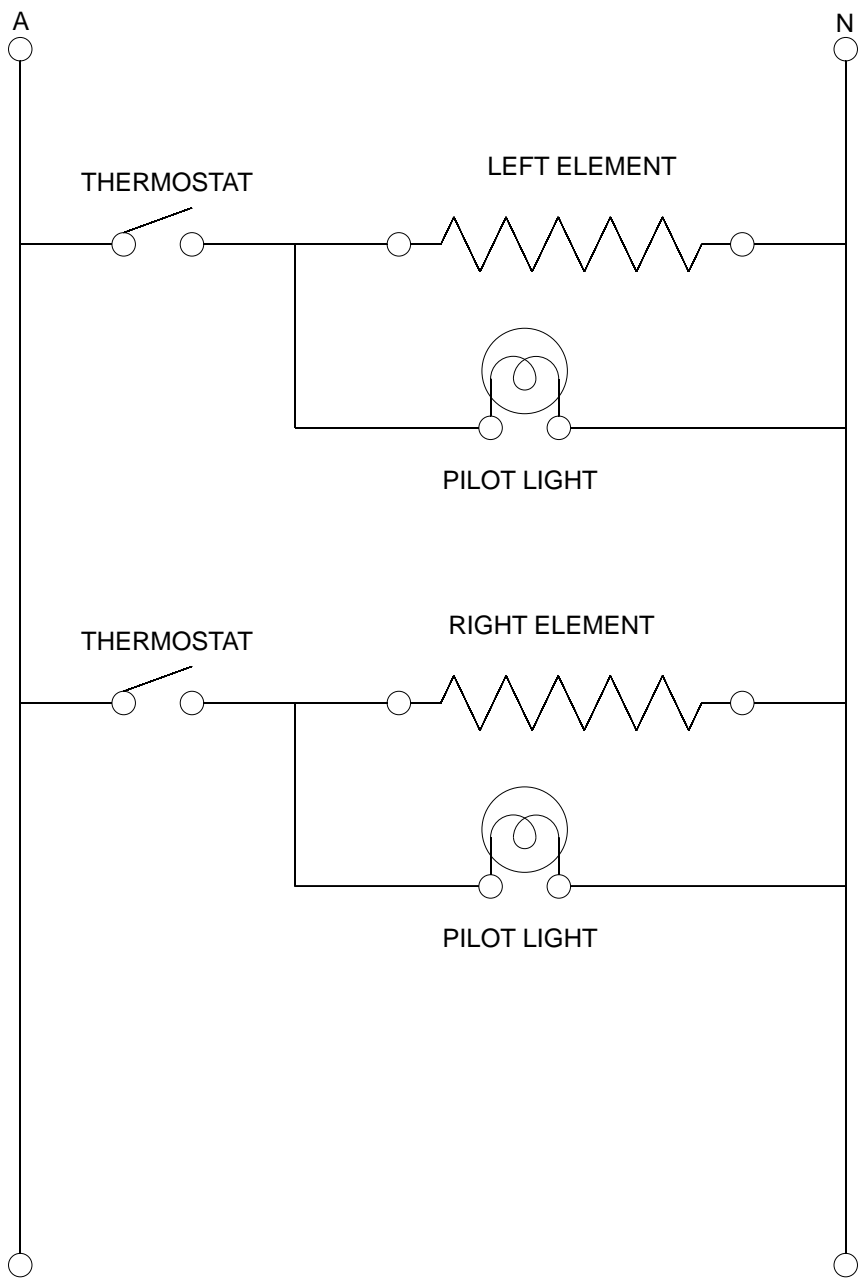 A
N
LEFT ELEMENT
THERMOSTAT
PILOT LIGHT
RIGHT ELEMENT
THERMOSTAT
PILOT LIGHT